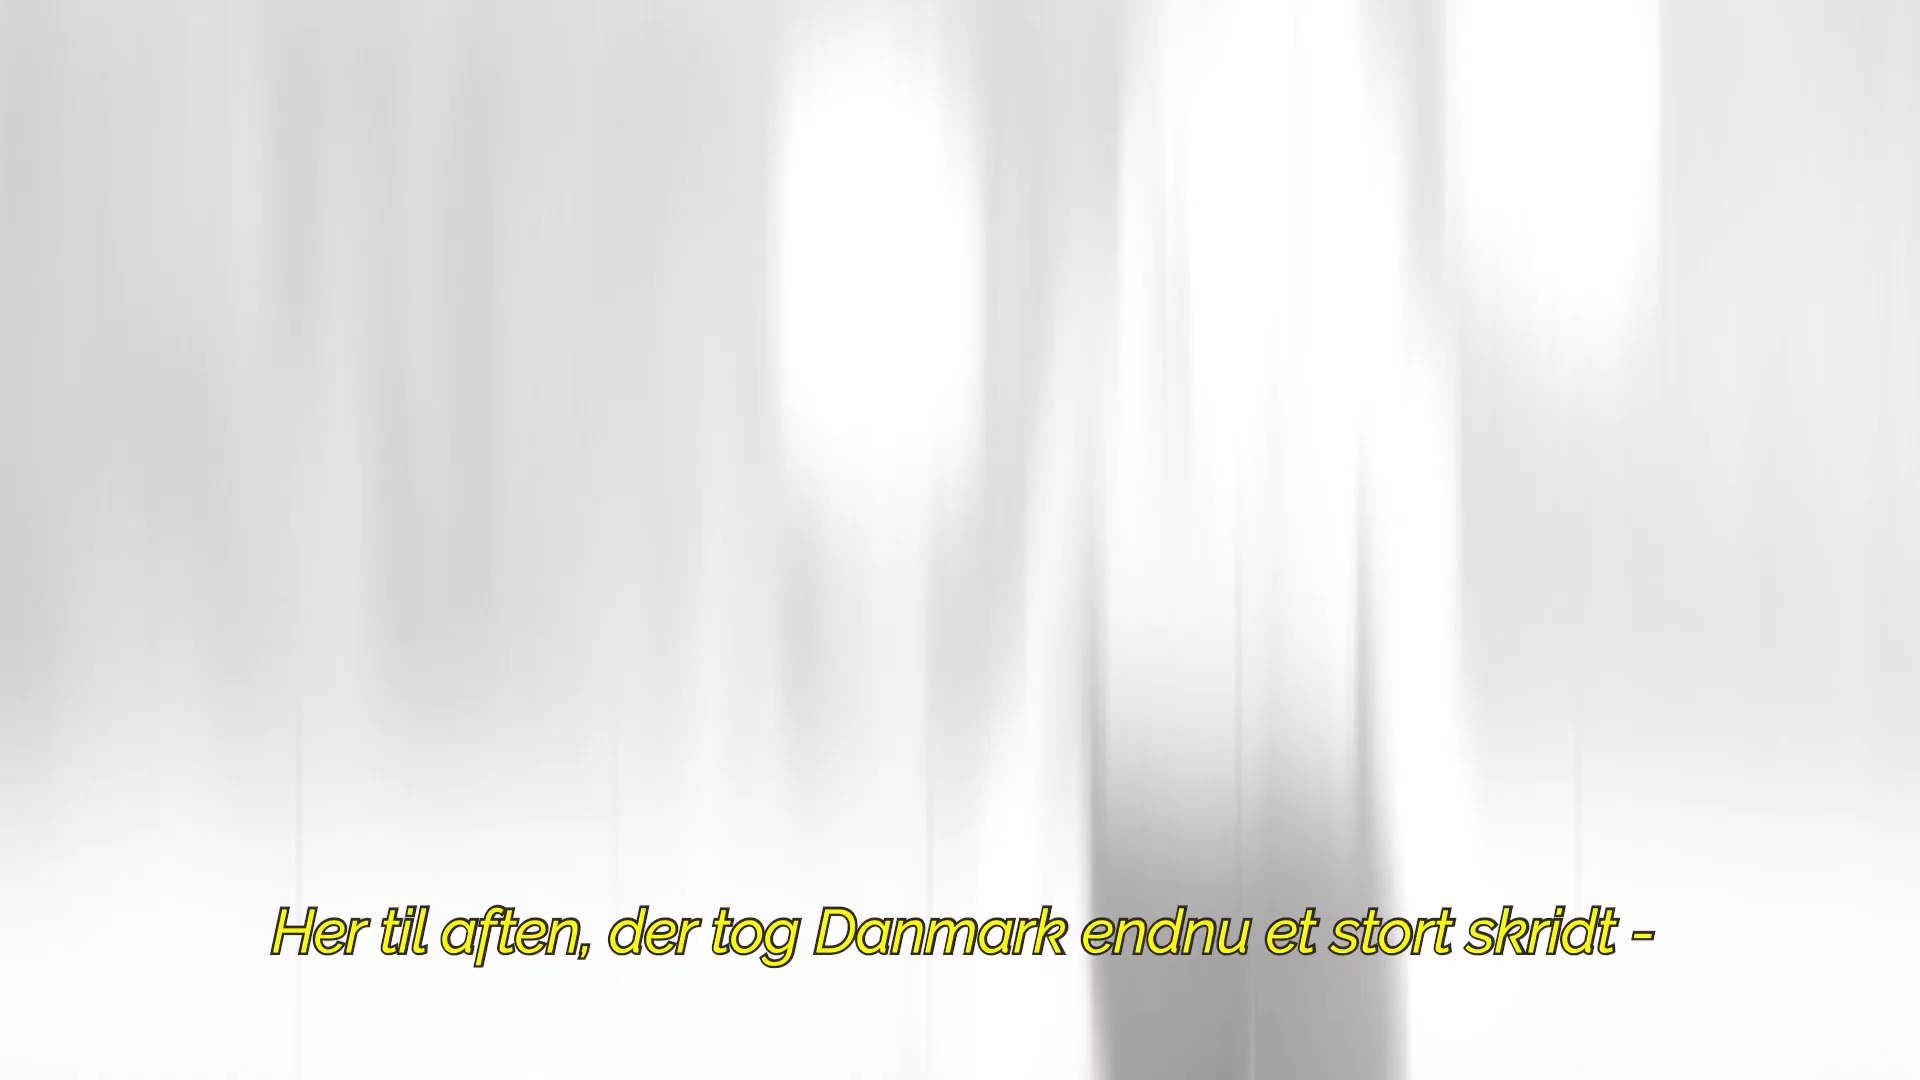 Her til aften, der tog Danmark endnu et stort skridt -